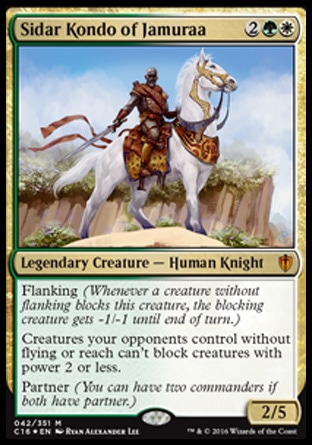 Sidar Kondo of Jamuraa 2
Legendary Creature — Human Knight
Flanking (Whenever a creature without
flanking blocks this creature, the blocking
creature gets -1/-1 until end of turn.)
Creatures your opponents control without
flying or reach can't block creatures with
power 2 or less.
Partner (You can have two commanders if
both have partner.)
2/5
042/351 M
C16 ★ EN Ryan Alexander Lee
™ & © 2016 Wizards of the Coast